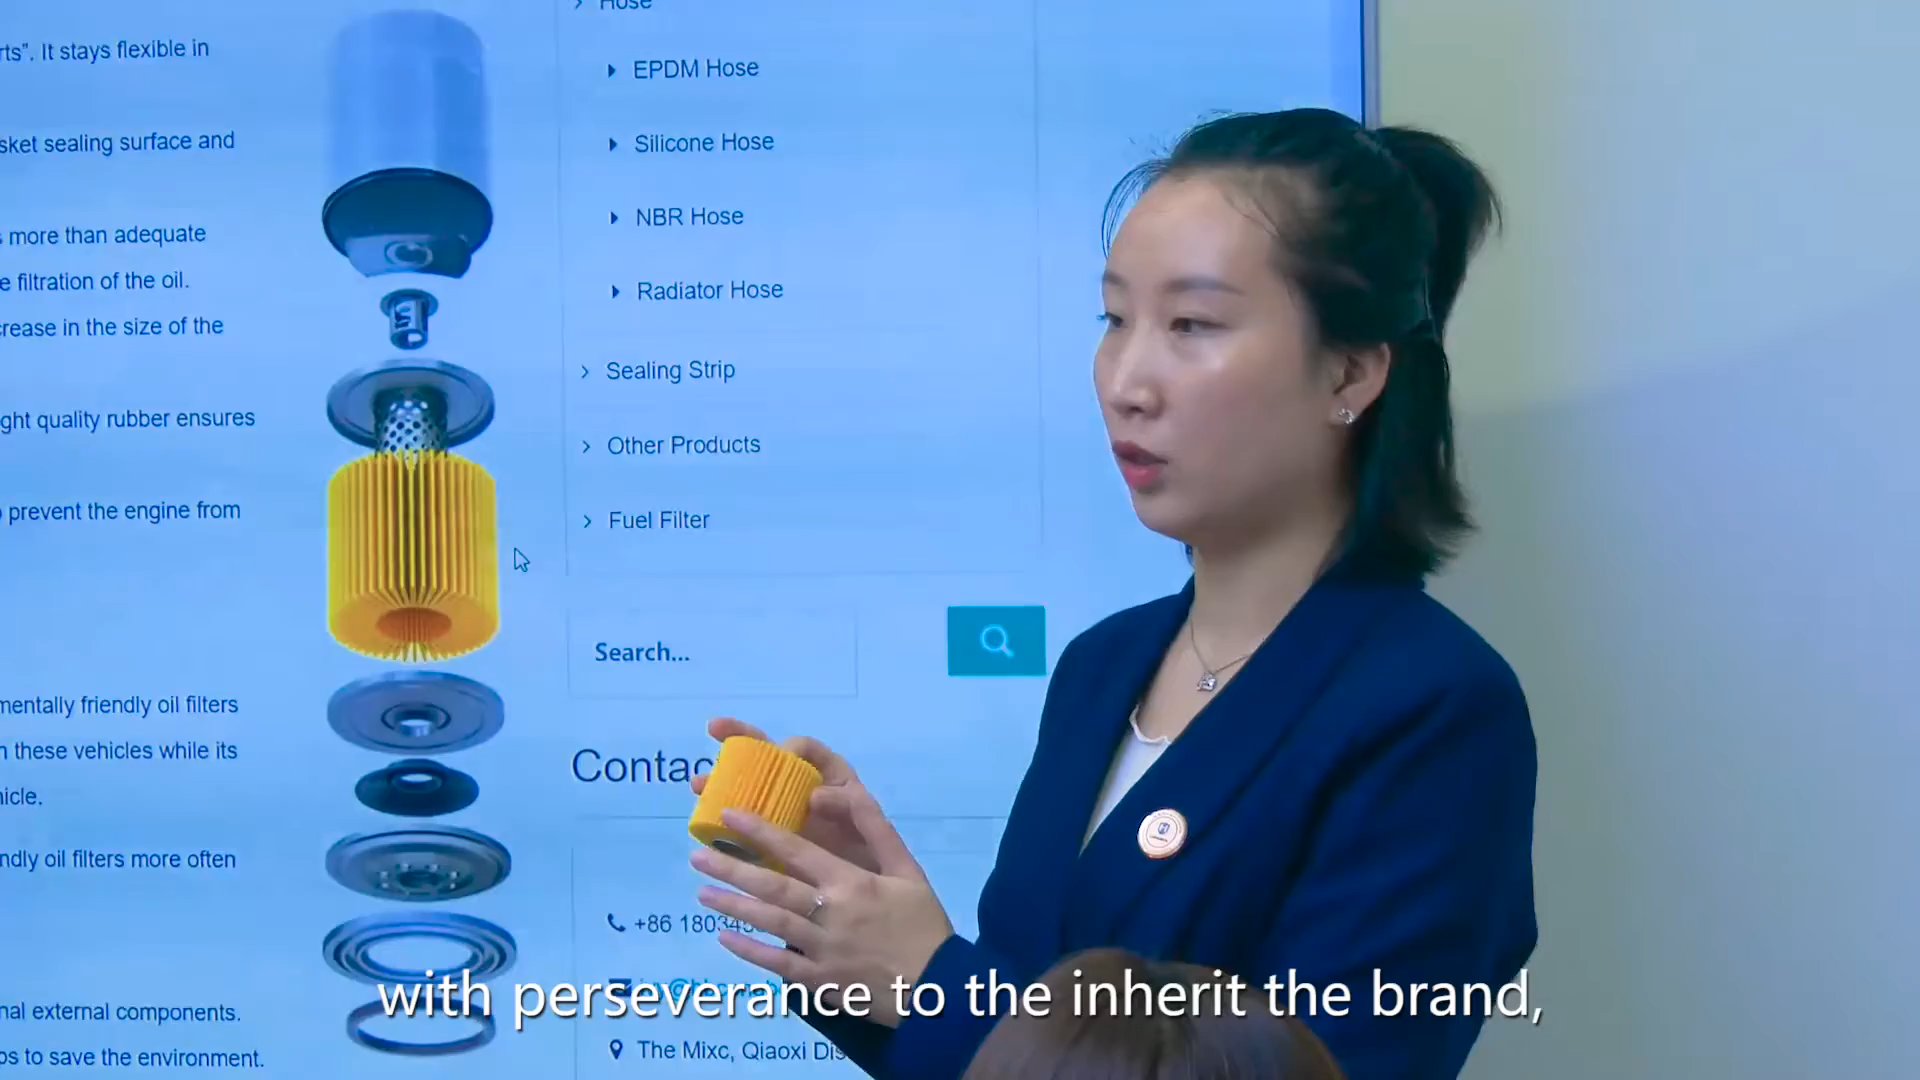 rts". It stays flexible in
sket sealing surface and
more than adequate
e filtration of the oil.
crease in the size of the
ght quality rubber ensures
prevent the engine from
mentally friendly oil filters
these vehicles while its
icle.
ndly oil filters more often
nal external components.
ps to save the environment.
Hose
EPDM Hose
Silicone Hose
NBR Hose
Radiator Hose
Sealing Strip
Other Products
Fuel Filter
Search...
Contac
+86 18034
The Mixc, Qiaoxi Dis
with perseverance to the inherit the brand,